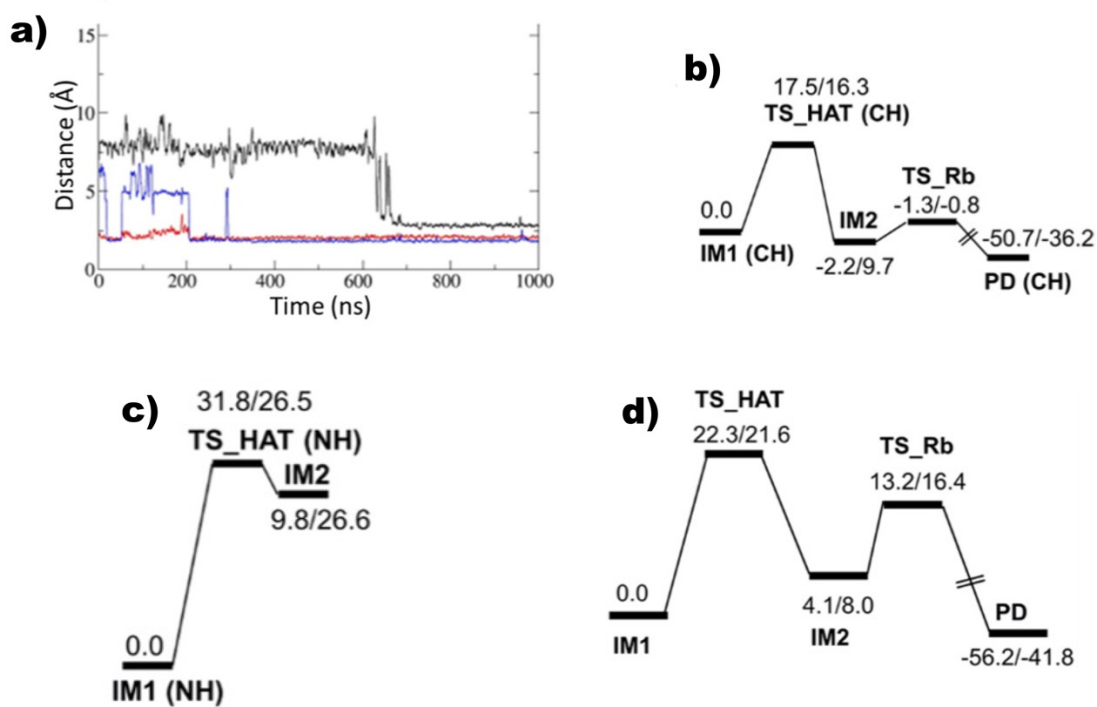 a)
15
10
5
0
Distance (Å)
0 200 400 600 800 1000
Time (ns)
b)
17.5/16.3
TS_HAT (CH)
0.0
IM1 (CH)
IM2
-2.2/9.7
TS_Rb
-1.3/-0.8
-50.7/-36.2
PD (CH)
c)
31.8/26.5
TS_HAT (NH)
IM2
9.8/26.6
0.0
IM1 (NH)
d)
TS_HAT
22.3/21.6
TS_Rb
13.2/16.4
0.0
IM1
4.1/8.0
IM2
PD
-56.2/-41.8